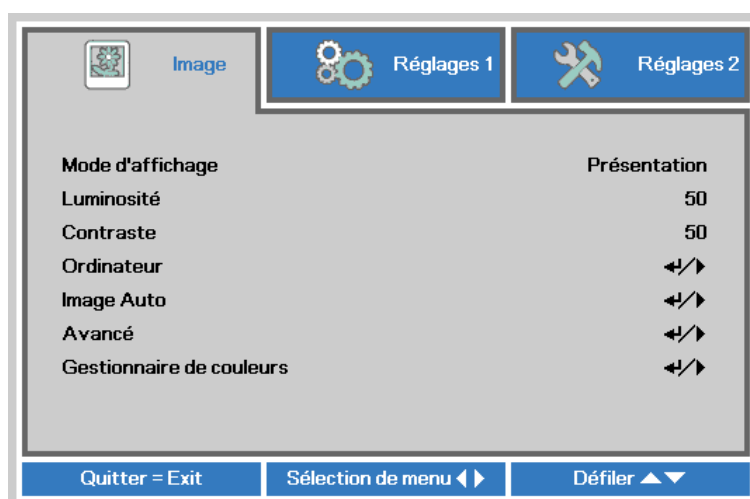 Image
Réglages 1
Réglages 2
Mode d'affichage Présentation
Luminosité 50
Contraste 50
Ordinateur
Image Auto
Avancé
Gestionnaire de couleurs
Quitter = Exit
Sélection de menu
Défiler